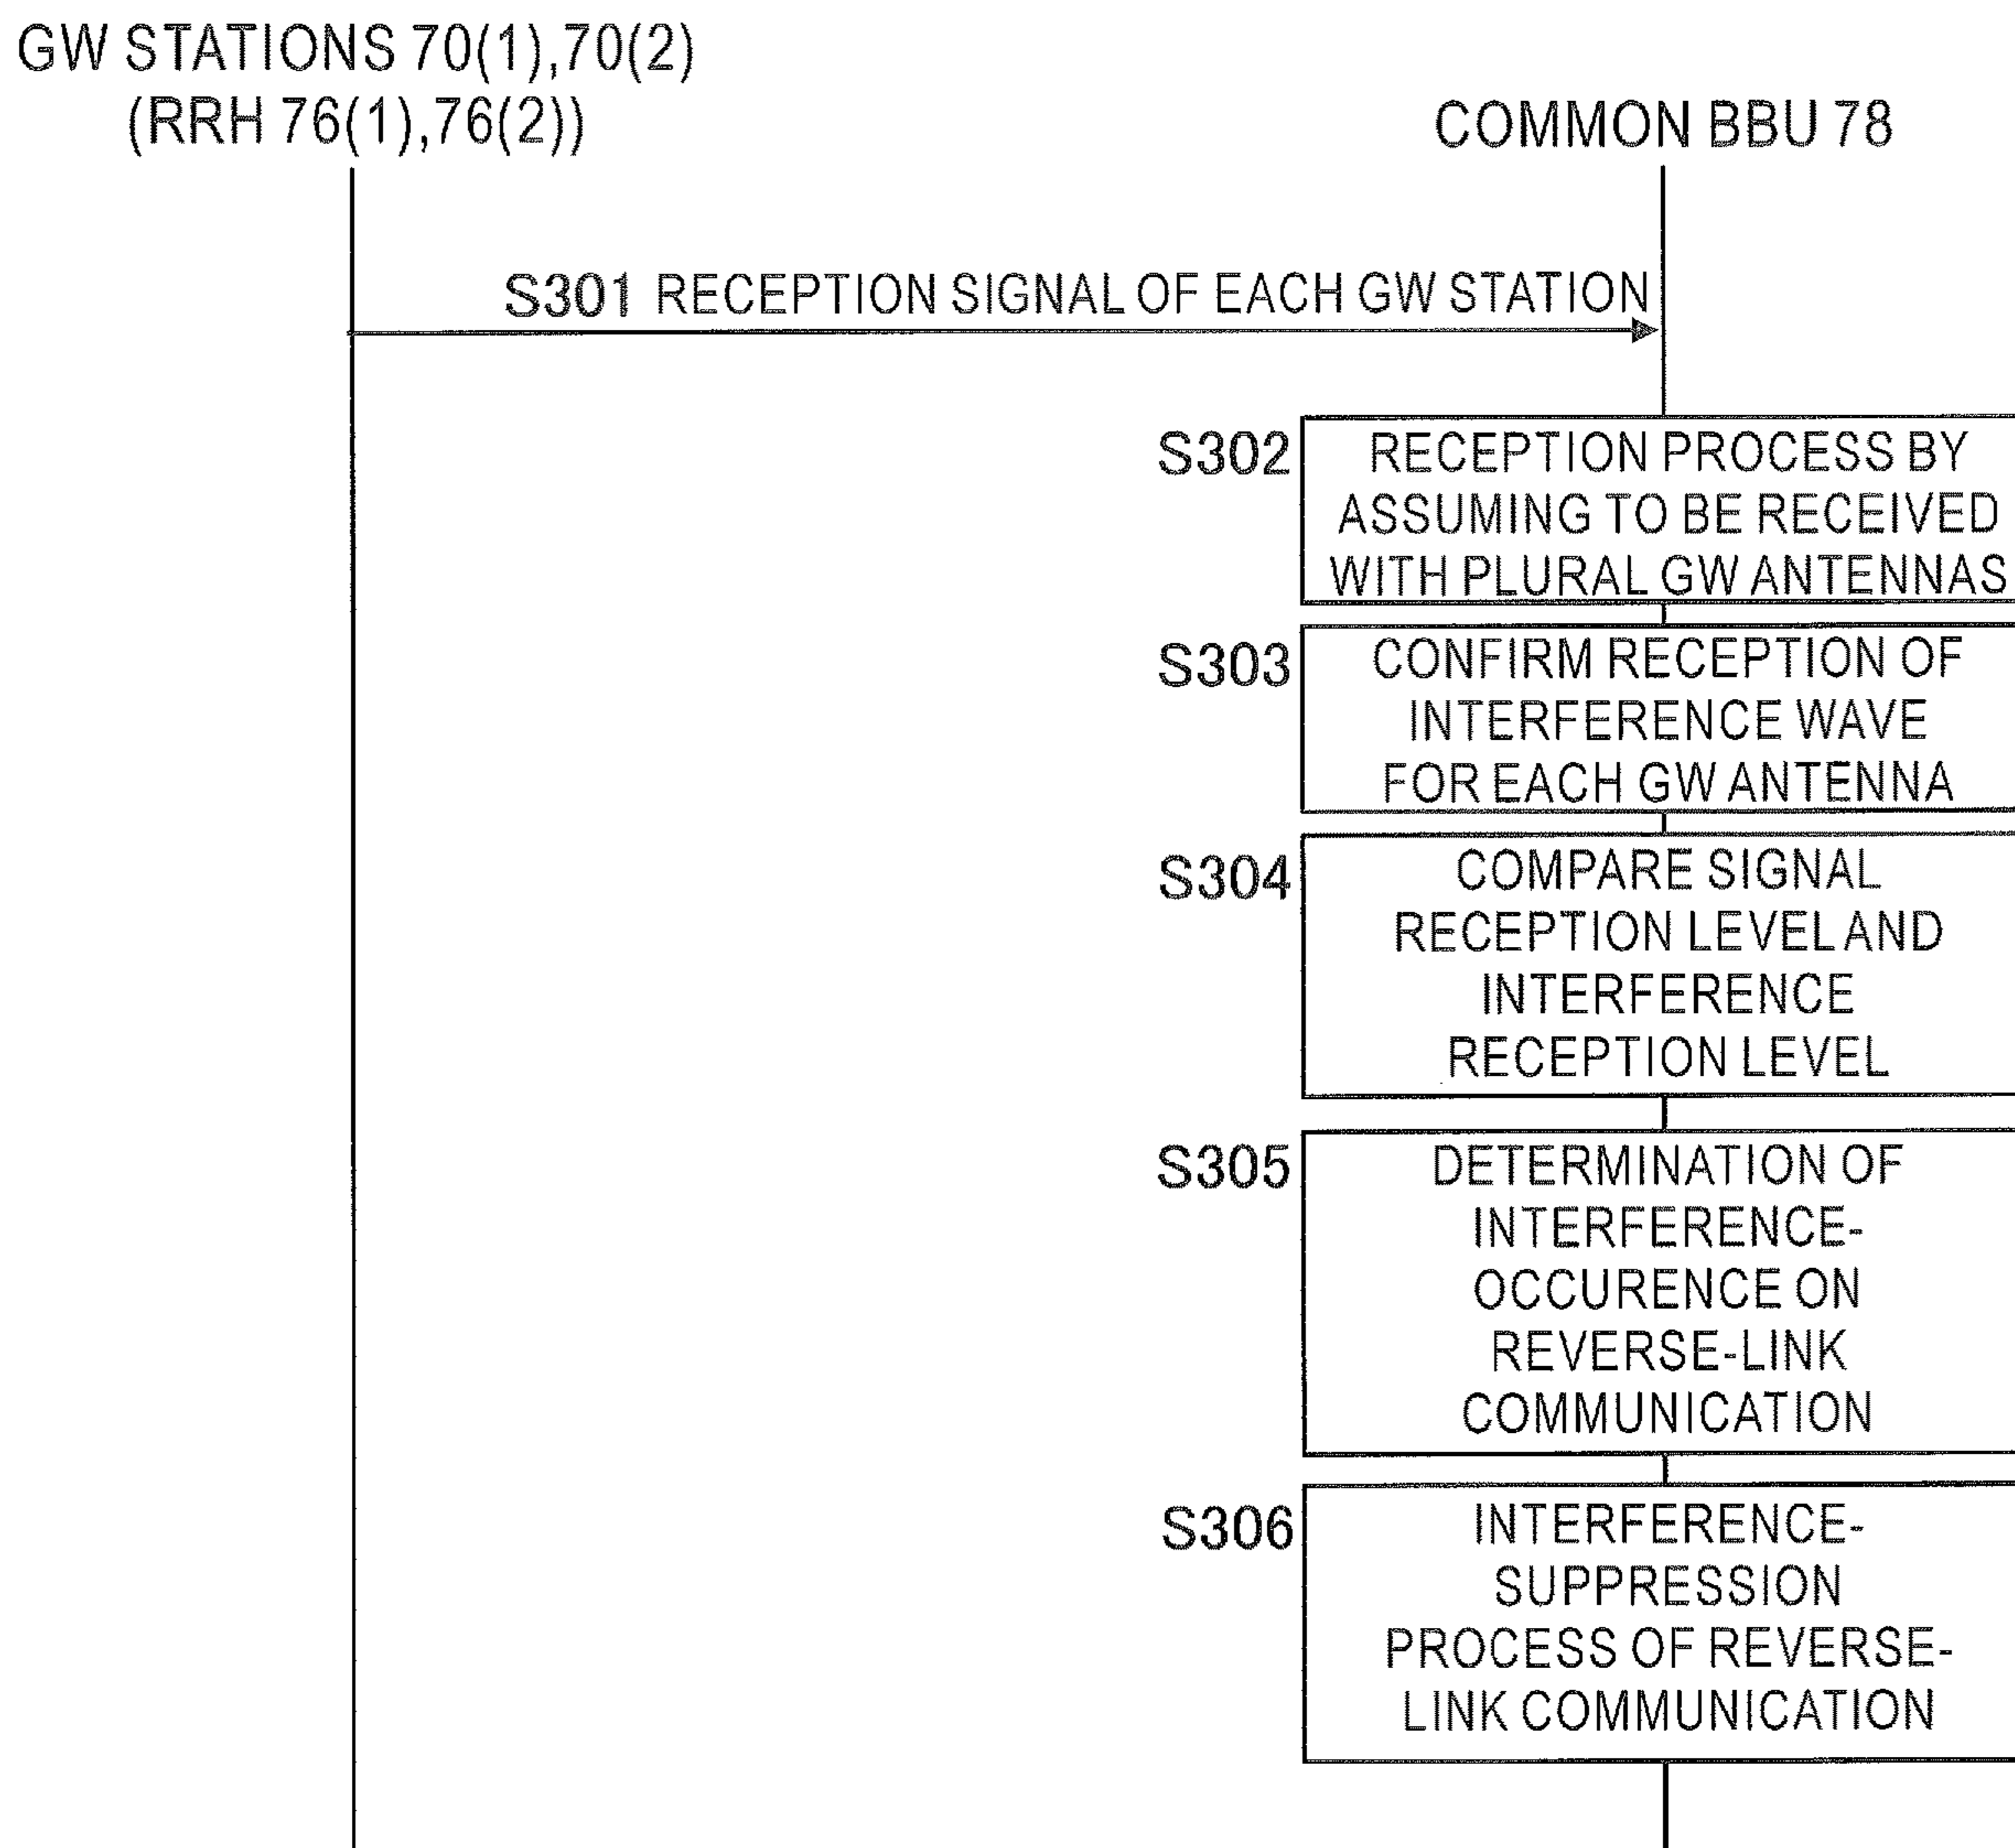 GW STATIONS 70(1),70(2)
(RRH 76(1),76(2))
COMMON BBU 78
S301 RECEPTION SIGNAL OF EACH GW STATION
S302
RECEPTION PROCESS BY
ASSUMING TO BE RECEIVED
WITH PLURAL GW ANTENNAS
S303
CONFIRM RECEPTION OF
INTERFERENCE WAVE
FOR EACH GW ANTENNA
S304
COMPARE SIGNAL
RECEPTION LEVEL AND
INTERFERENCE
RECEPTION LEVEL
S305
DETERMINATION OF
INTERFERENCE-
OCCURENCE ON
REVERSE-LINK
COMMUNICATION
S306
INTERFERENCE-
SUPPRESSION
PROCESS OF REVERSE-
LINK COMMUNICATION